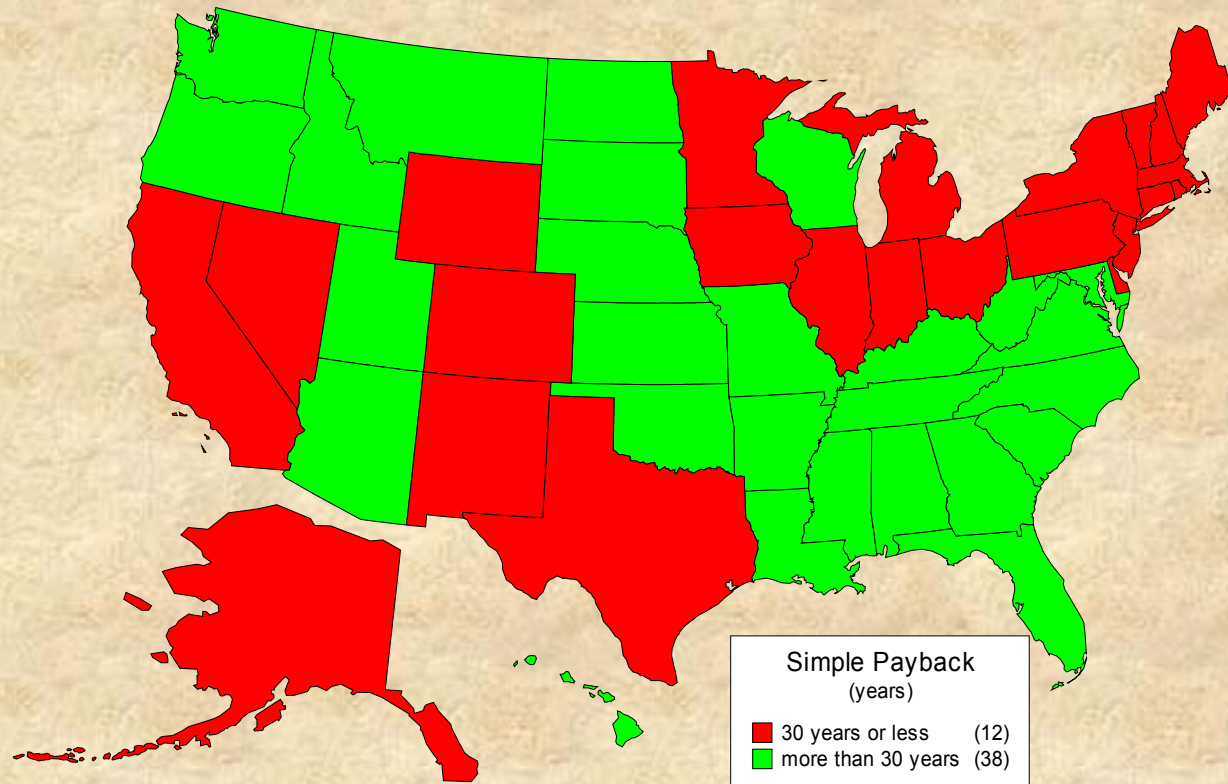 Simple Payback
(years)
30 years or less (12)
more than 30 years (38)